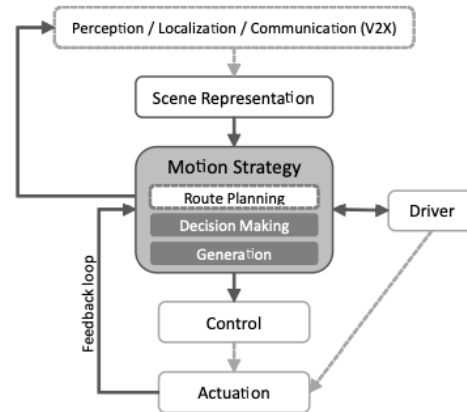 Perception / Localization / Communication (V2X)
Scene Representation
Motion Strategy
Route Planning
Decision Making
Generation
Driver
Feedback loop
Control
Actuation